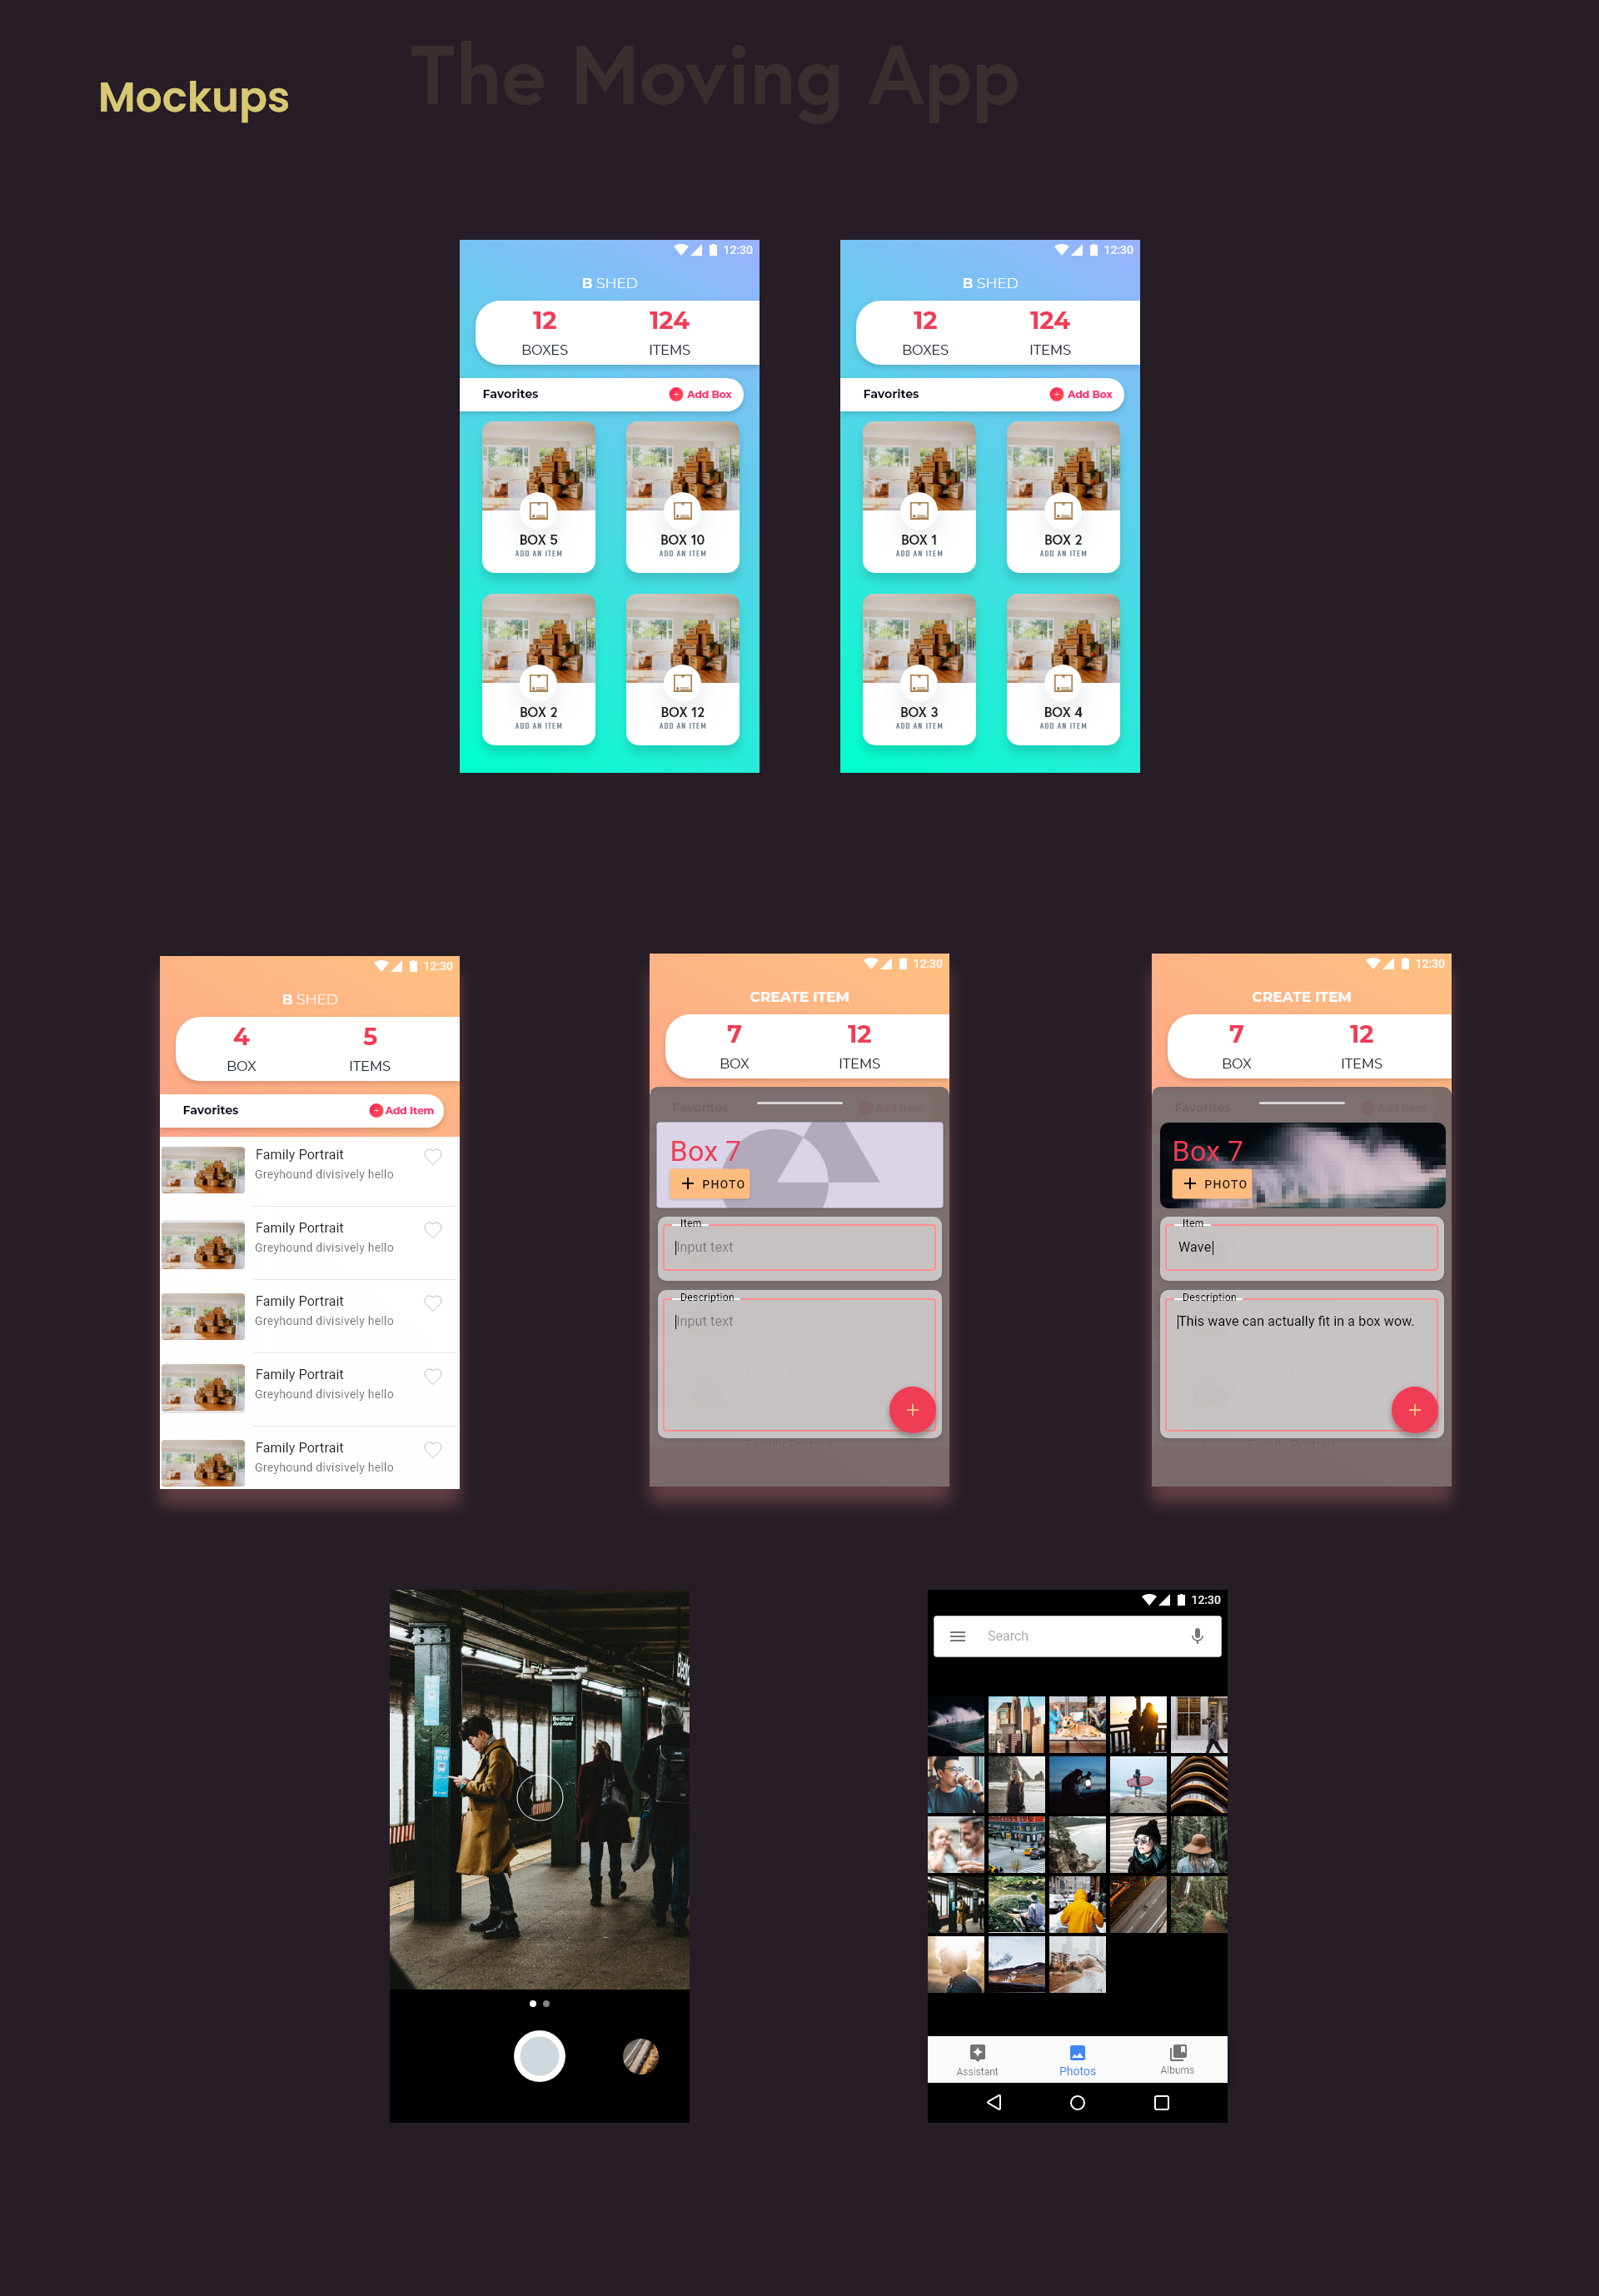 The Moving App
Mockups
12:30
B SHED
12 124
BOXES ITEMS
Favorites Add Box
BOX 5 BOX 10
ADD AN ITEM ADD AN ITEM
BOX 2 BOX 12
ADD AN ITEM ADD AN ITEM
12:30
B SHED
12 124
BOXES ITEMS
Favorites Add Box
BOX 1 BOX 2
ADD AN ITEM ADD AN ITEM
BOX 3 BOX 4
ADD AN ITEM ADD AN ITEM
12:30
B SHED
4 5
BOX ITEMS
Favorites Add Item
Family Portrait
Greyhound divisively hello
Family Portrait
Greyhound divisively hello
Family Portrait
Greyhound divisively hello
Family Portrait
Greyhound divisively hello
Family Portrait
Greyhound divisively hello
12:30
CREATE ITEM
7 12
BOX ITEMS
Favorites Add Item
Box 7
+ PHOTO
Item
Input text
Description
Input text
12:30
CREATE ITEM
7 12
BOX ITEMS
Favorites Add Item
Box 7
+ PHOTO
Item
Wave
Description
This wave can actually fit in a box wow.
Bedford
Avenue
12:30
Search
Assistant Photos Albums